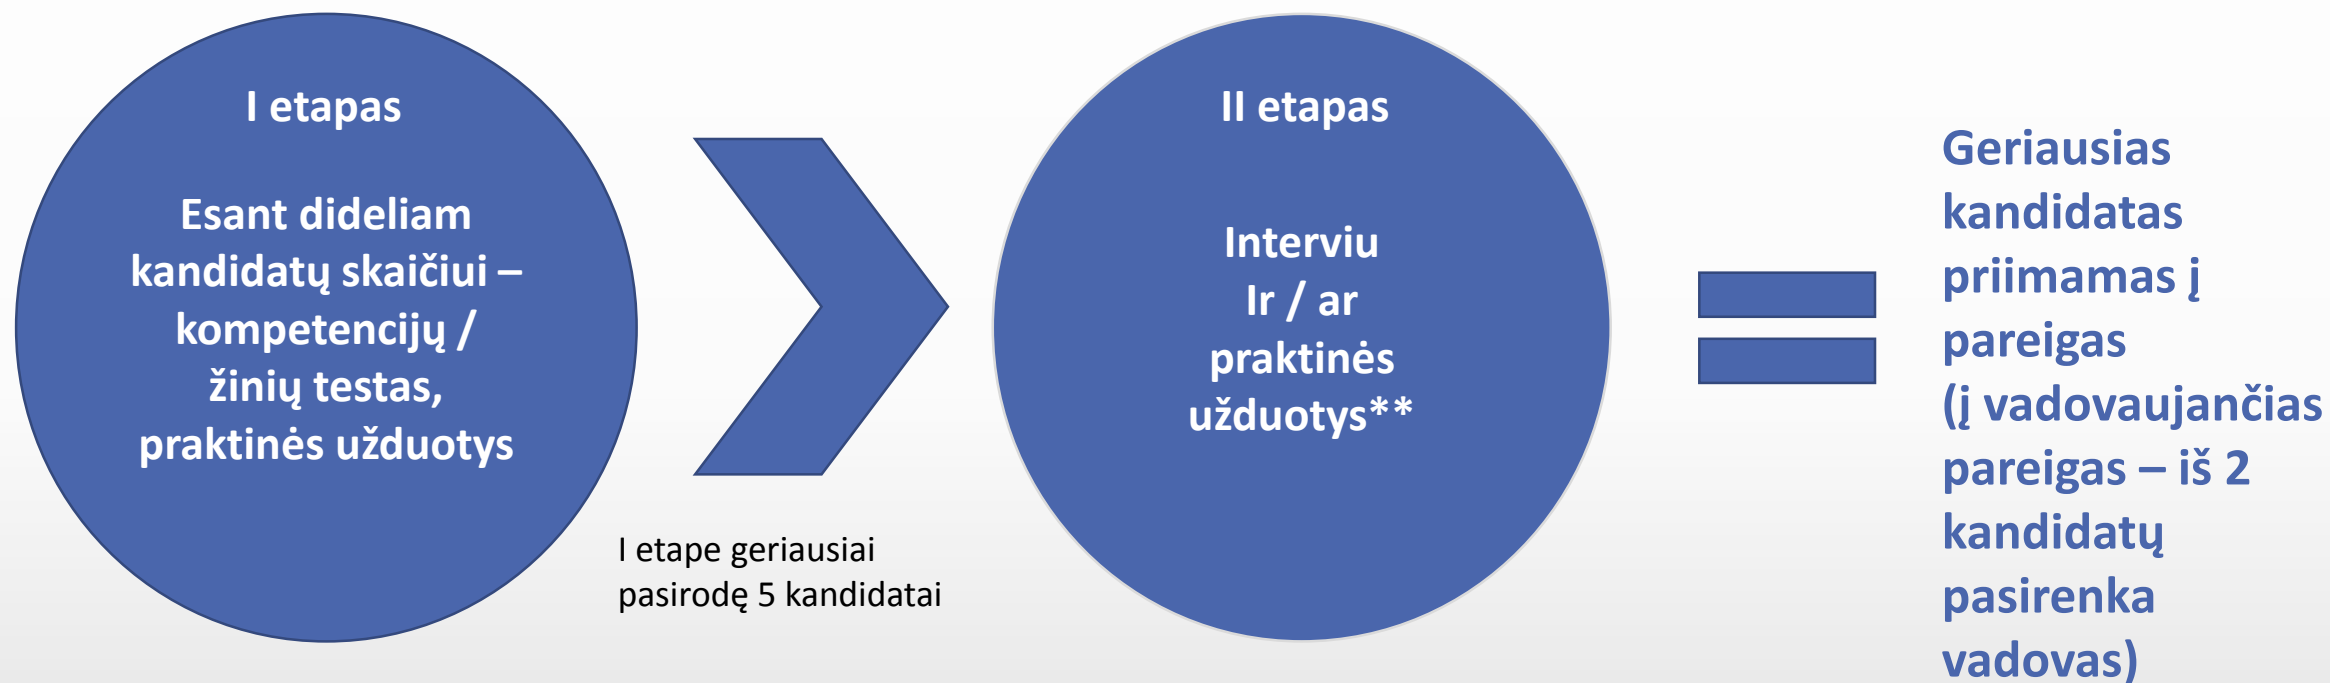 I etapas
Esant dideliam
kandidatų skaičiui –
kompetencijų /
žinių testas,
praktinės užduotys
I etape geriausiai
pasirodę 5 kandidatai
II etapas
Interviu
Ir / ar
praktinės
užduotys**
Geriausias
kandidatas
priimamas į
pareigas
(į vadovaujančias
pareigas – iš 2
kandidatų
pasirenka
vadovas)